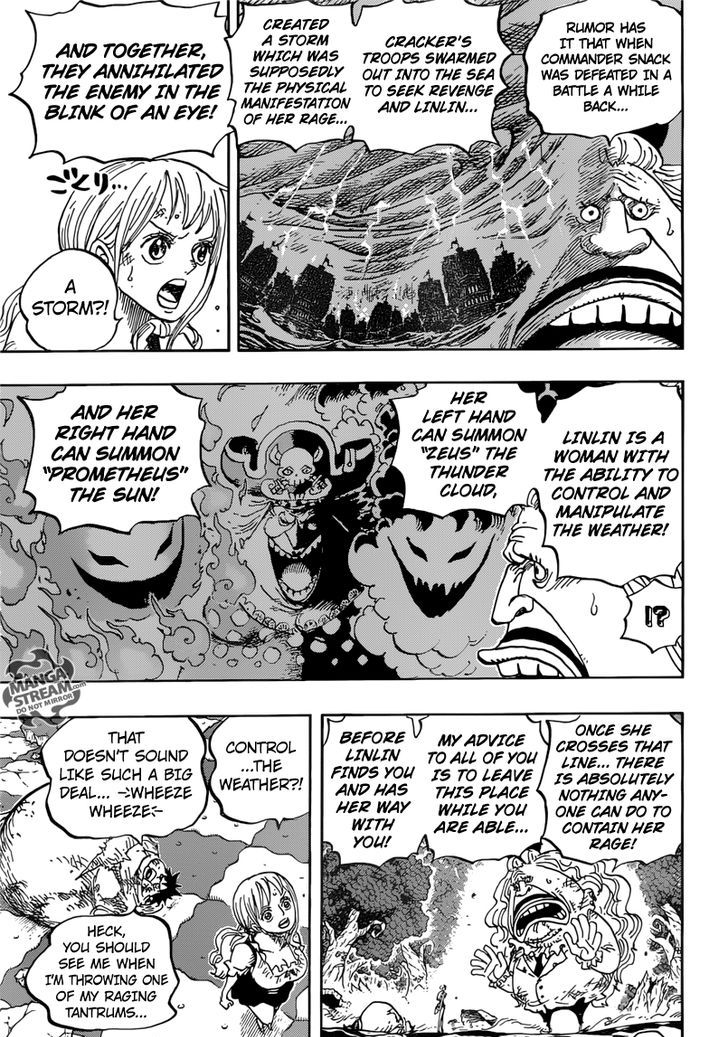 RUMOR HAS
IT THAT WHEN
COMMANDER SNACK
WAS DEFEATED IN A
BATTLE A WHILE
BACK...
CRACKER'S
TROOPS SWARMED
OUT INTO THE SEA
TO SEEK REVENGE
AND LINLIN...
CREATED
A STORM
WHICH WAS
SUPPOSEDLY
THE PHYSICAL
MANIFESTATION
OF HER RAGE...
AND TOGETHER,
THEY ANNIHILATED
THE ENEMY IN THE
BLINK OF AN EYE!
ごくり...
A
STORM?!
LINLIN IS A
WOMAN WITH
THE ABILITY TO
CONTROL AND
MANIPULATE
THE WEATHER!
!?
HER
LEFT HAND
CAN SUMMON
"ZEUS" THE
THUNDER
CLOUD,
AND HER
RIGHT HAND
CAN SUMMON
"PROMETHEUS"
THE SUN!
MANGA
STREAM.com
DO NOT MIRROR
ONCE SHE
CROSSES THAT
LINE... THERE
IS ABSOLUTELY
NOTHING ANY-
ONE CAN DO TO
CONTAIN HER
RAGE!
MY ADVICE
TO ALL OF YOU
IS TO LEAVE
THIS PLACE
WHILE YOU
ARE ABLE...
BEFORE
LINLIN
FINDS YOU
AND HAS
HER WAY
WITH
YOU!
CONTROL
...THE
WEATHER?!
THAT
DOESN'T SOUND
LIKE SUCH A BIG
DEAL... -WHEEZE
WHEEZE-
HECK,
YOU SHOULD
SEE ME WHEN
I'M THROWING ONE
OF MY RAGING
TANTRUMS...